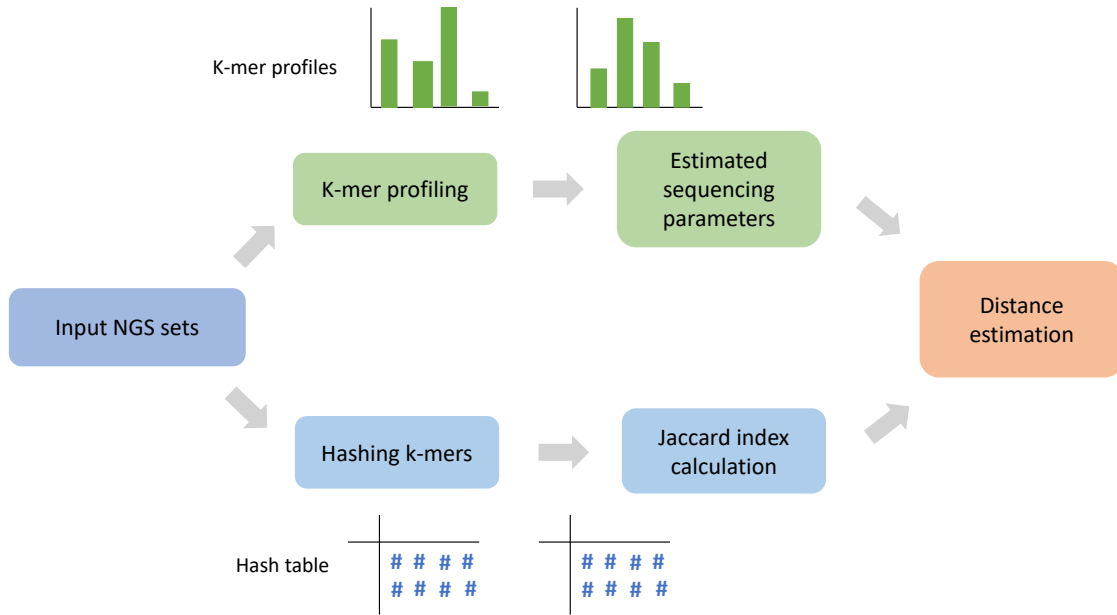 K-mer profiles
K-mer profiling
Estimated
sequencing
parameters
Input NGS sets
Distance
estimation
Hashing k-mers
Jaccard index
calculation
Hash table
# # # #
# # # #
# # # #
# # # #